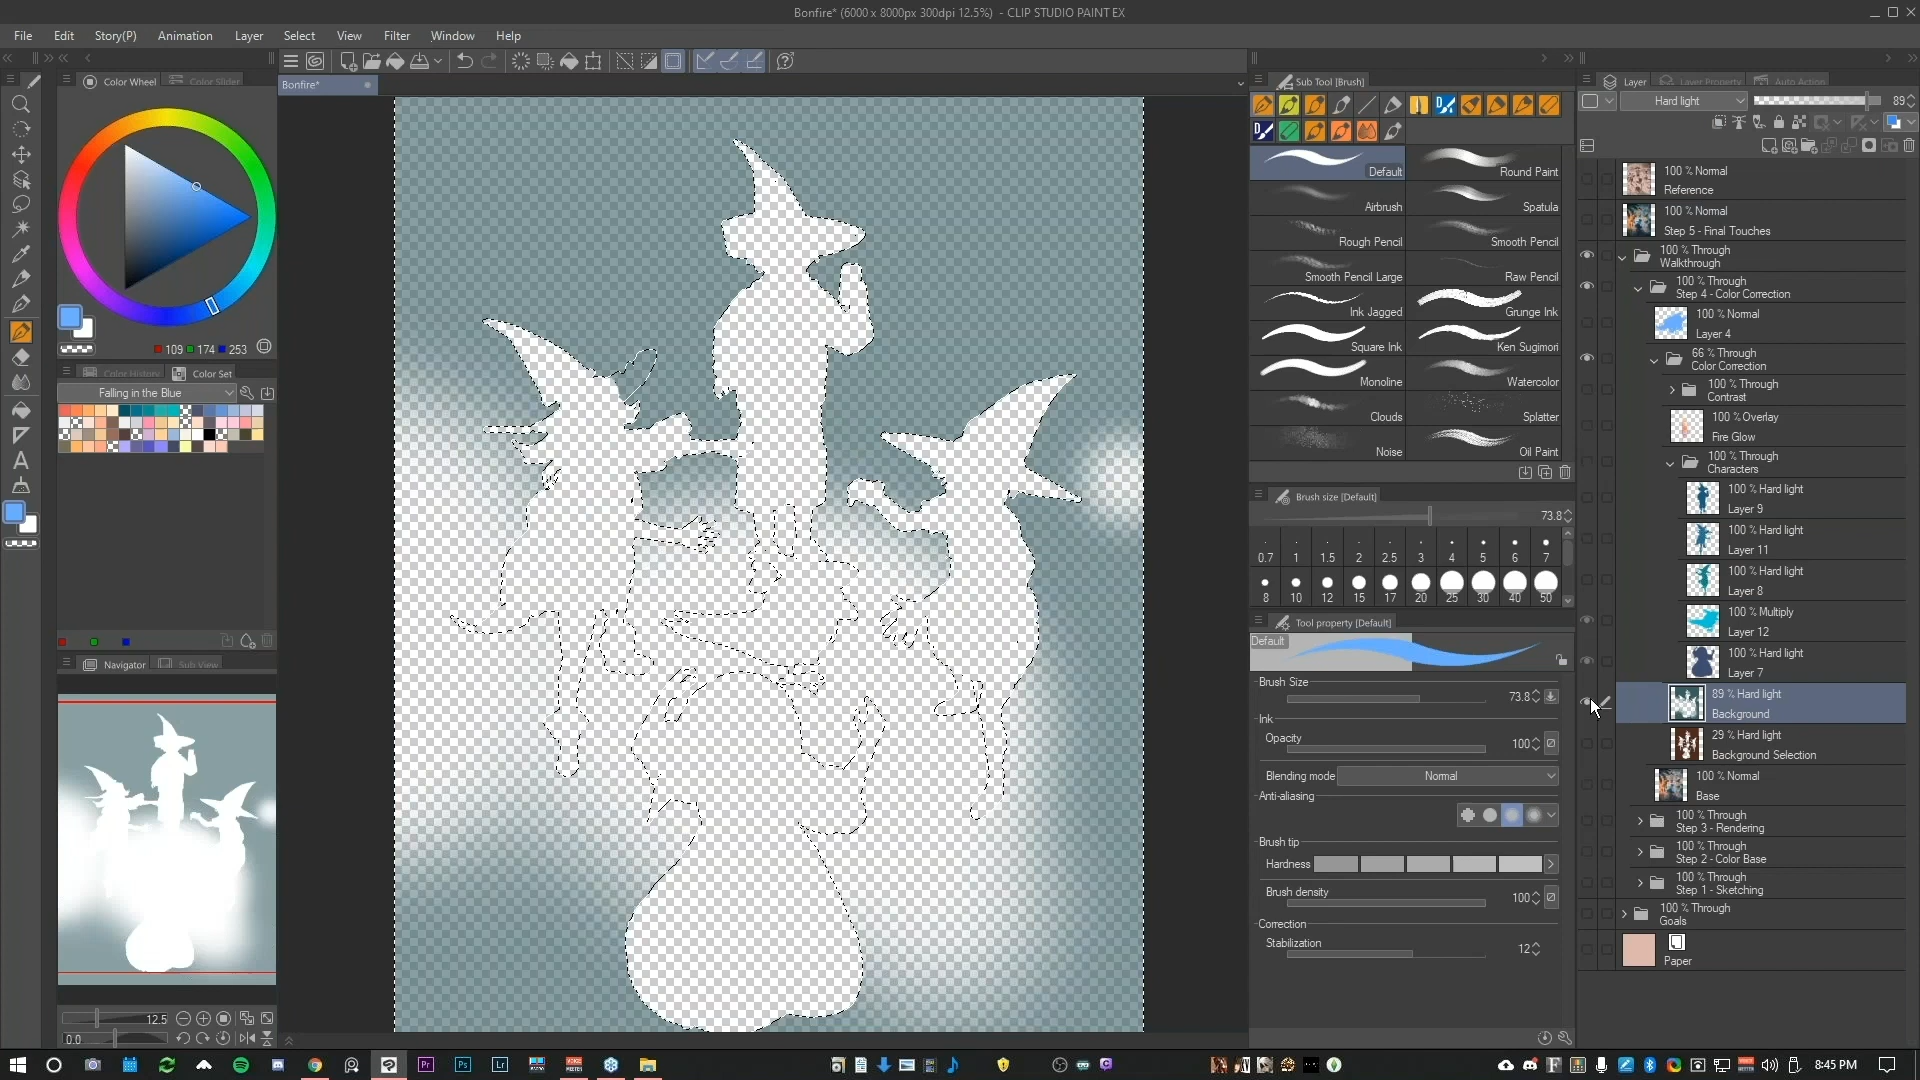 Bonfire* (6000 x 8000px 300dpi 12.5%) - CLIP STUDIO PAINT EX
File Edit Story(P) Animation Layer Select View Filter Window Help
Color Wheel Color Slider
Bonfire*
Sub Tool [Brush]
Layer Layer Property Auto Action
Hard light 89
Default Round Paint
Airbrush Spatula
Rough Pencil Smooth Pencil
Smooth Pencil Large Raw Pencil
Ink Jagged Grunge Ink
Square Ink Ken Sugimori
Monoline Watercolor
Clouds Splatter
Noise Oil Paint
109 174 253
Color History Color Set
Falling in the Blue
Brush size [Default]
73.8
0.7 1 1.5 2 2.5 3 4 5 6 7
8 10 12 15 17 20 25 30 40 50
Tool property [Default]
Default
Brush Size 73.8
Ink
Opacity 100
Blending mode Normal
Anti-aliasing
Brush tip
Hardness
Brush density 100
Correction
Stabilization 12
Navigator Sub View
12.5
0.0
100 % Normal
Reference
100 % Normal
Step 5 - Final Touches
100 % Through
Walkthrough
100 % Through
Step 4 - Color Correction
100 % Normal
Layer 4
66 % Through
Color Correction
100 % Through
Contrast
100 % Overlay
Fire Glow
100 % Through
Characters
100 % Hard light
Layer 9
100 % Hard light
Layer 11
100 % Hard light
Layer 8
100 % Multiply
Layer 12
100 % Hard light
Layer 7
89 % Hard light
Background
29 % Hard light
Background Selection
100 % Normal
Base
100 % Through
Step 3 - Rendering
100 % Through
Step 2 - Color Base
100 % Through
Step 1 - Sketching
100 % Through
Goals
Paper
Pr Ps Lr
8:45 PM